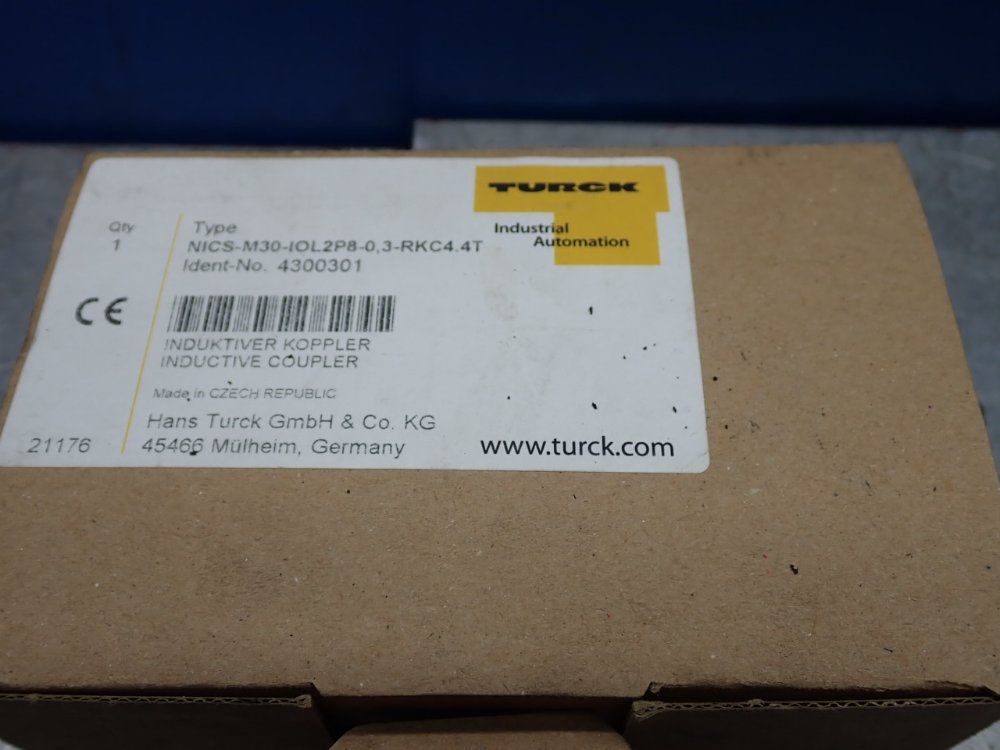 TURCK
Industrial
Automation
Qty
1
Type
NICS-M30-IOL2P8-0,3-RKC4.4T
Ident-No. 4300301
CE
INDUKTIVER KOPPLER
INDUCTIVE COUPLER
Made in CZECH REPUBLIC
Hans Turck GmbH & Co. KG
45466 Mülheim, Germany
21176
www.turck.com